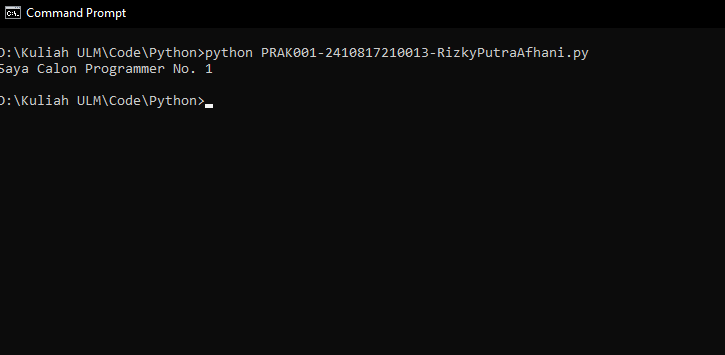 Command Prompt
D:\Kuliah ULM\Code\Python>python PRAK001-2410817210013-RizkyPutraAfhani.py
Saya Calon Programmer No. 1
D:\Kuliah ULM\Code\Python>